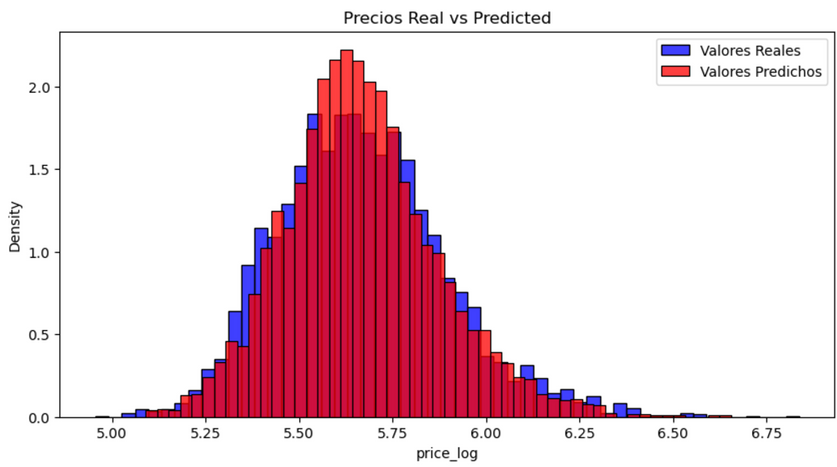 Precios Real vs Predicted
Valores Reales
Valores Predichos
2.0
1.5
1.0
0.5
0.0
Density
5.00 5.25 5.50 5.75 6.00 6.25 6.50 6.75
price_log